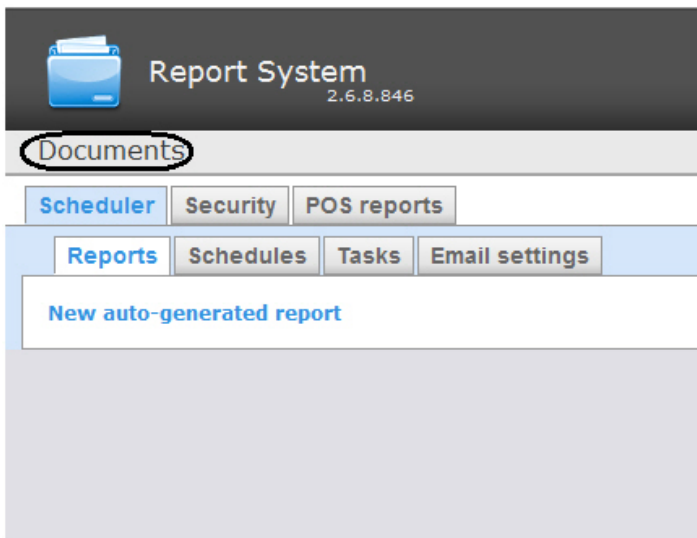 Report System
2.6.8.846
Documents
Scheduler Security POS reports
Reports Schedules Tasks Email settings
New auto-generated report